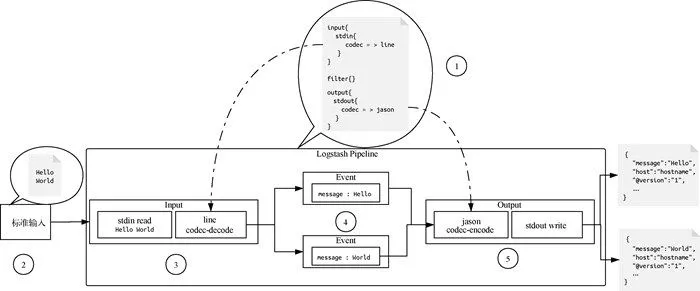 input{
stdin{
codec = > line
}
}
filter{}
output{
stdout{
codec = > jason
}
}
1
Logstash Pipeline
Hello
World
标准输入
2
Input
stdin read
Hello World
line
codec-decode
3
Event
message : Hello
4
Event
message : World
Output
jason
codec-encode
stdout write
5
{
"message":"Hello",
"host":"hostname",
"@version":"1",
…
}
{
"message":"World",
"host":"hostname",
"@version":"1",
…
}